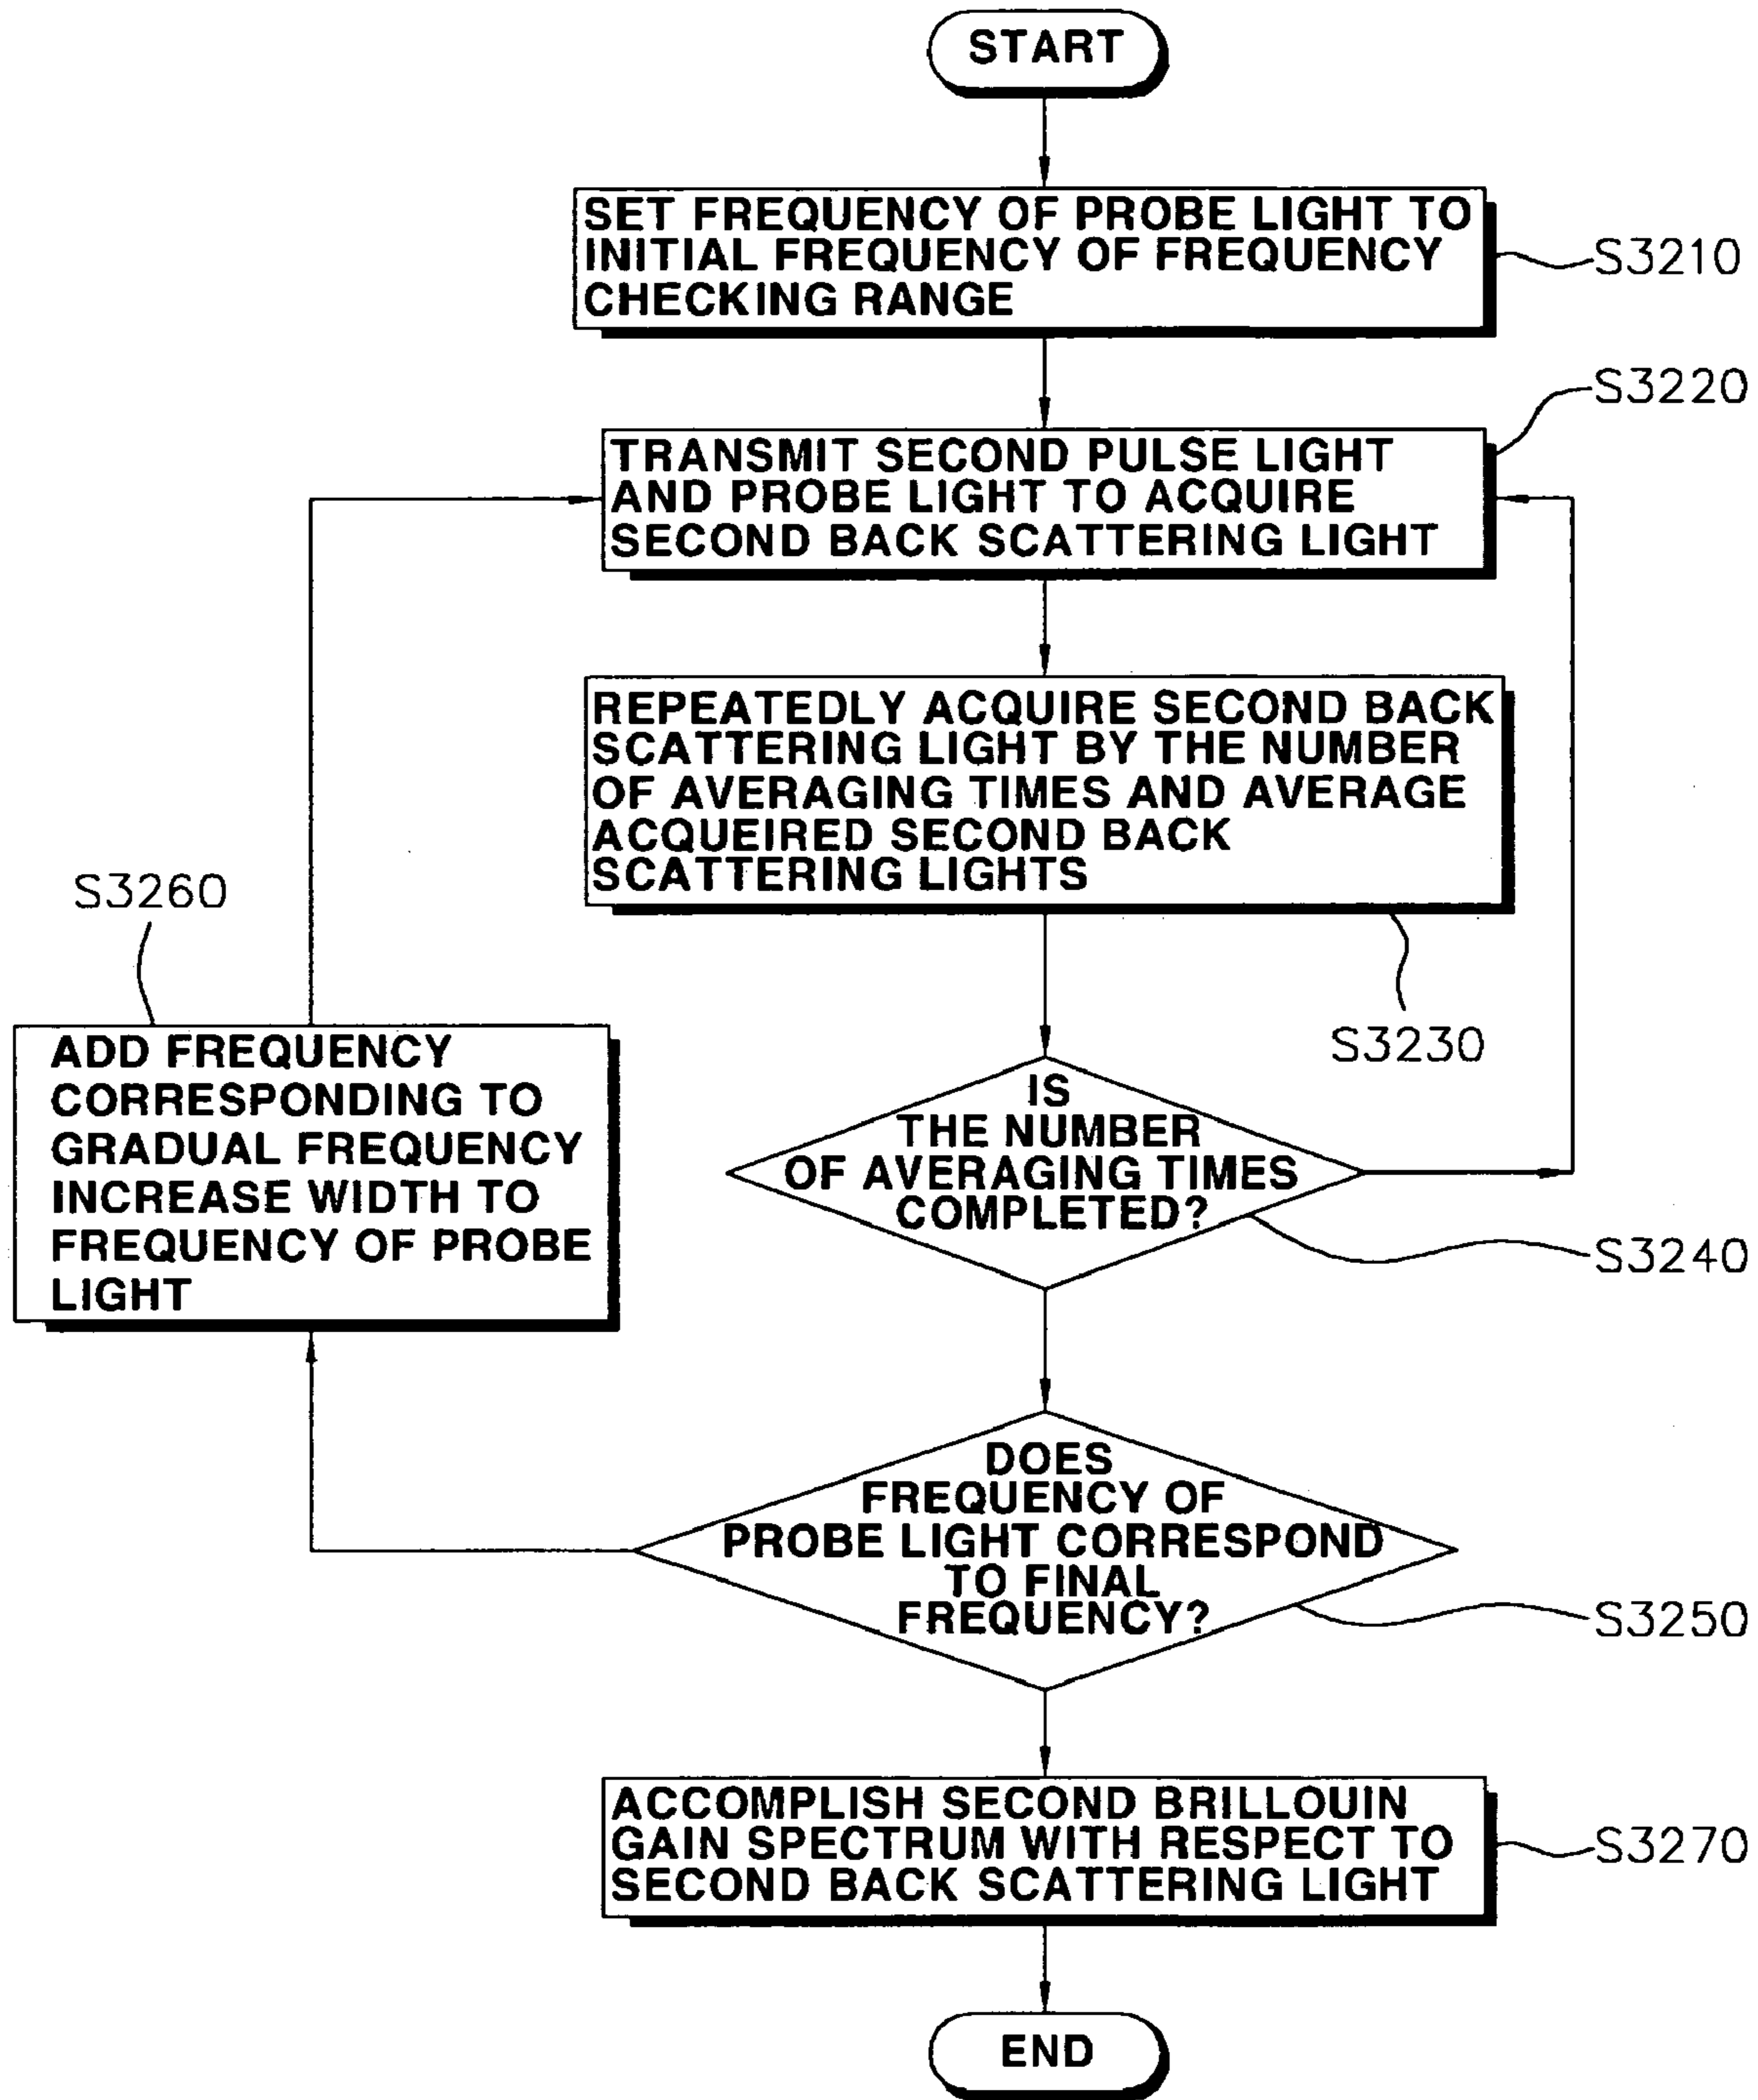 START
SET FREQUENCY OF PROBE LIGHT TO
INITIAL FREQUENCY OF FREQUENCY
CHECKING RANGE
S3210
S3220
TRANSMIT SECOND PULSE LIGHT
AND PROBE LIGHT TO ACQUIRE
SECOND BACK SCATTERING LIGHT
REPEATEDLY ACQUIRE SECOND BACK
SCATTERING LIGHT BY THE NUMBER
OF AVERAGING TIMES AND AVERAGE
ACQUEIRED SECOND BACK
SCATTERING LIGHTS
S3230
S3260
ADD FREQUENCY
CORRESPONDING TO
GRADUAL FREQUENCY
INCREASE WIDTH TO
FREQUENCY OF PROBE
LIGHT
IS
THE NUMBER
OF AVERAGING TIMES
COMPLETED?
S3240
DOES
FREQUENCY OF
PROBE LIGHT CORRESPOND
TO FINAL
FREQUENCY?
S3250
ACCOMPLISH SECOND BRILLOUIN
GAIN SPECTRUM WITH RESPECT TO
SECOND BACK SCATTERING LIGHT
S3270
END